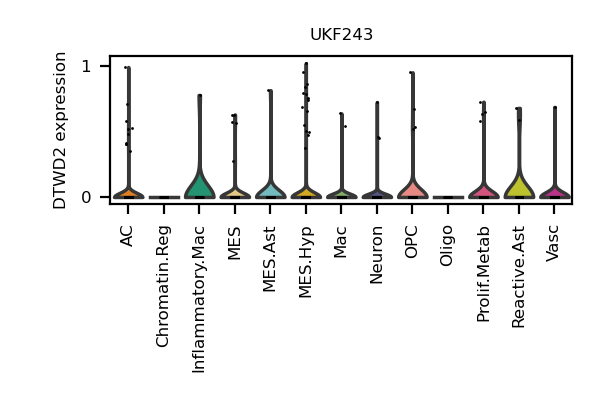 UKF243
DTWD2 expression
1
0
AC
Chromatin.Reg
Inflammatory.Mac
MES
MES.Ast
MES.Hyp
Mac
Neuron
OPC
Oligo
Prolif.Metab
Reactive.Ast
Vasc